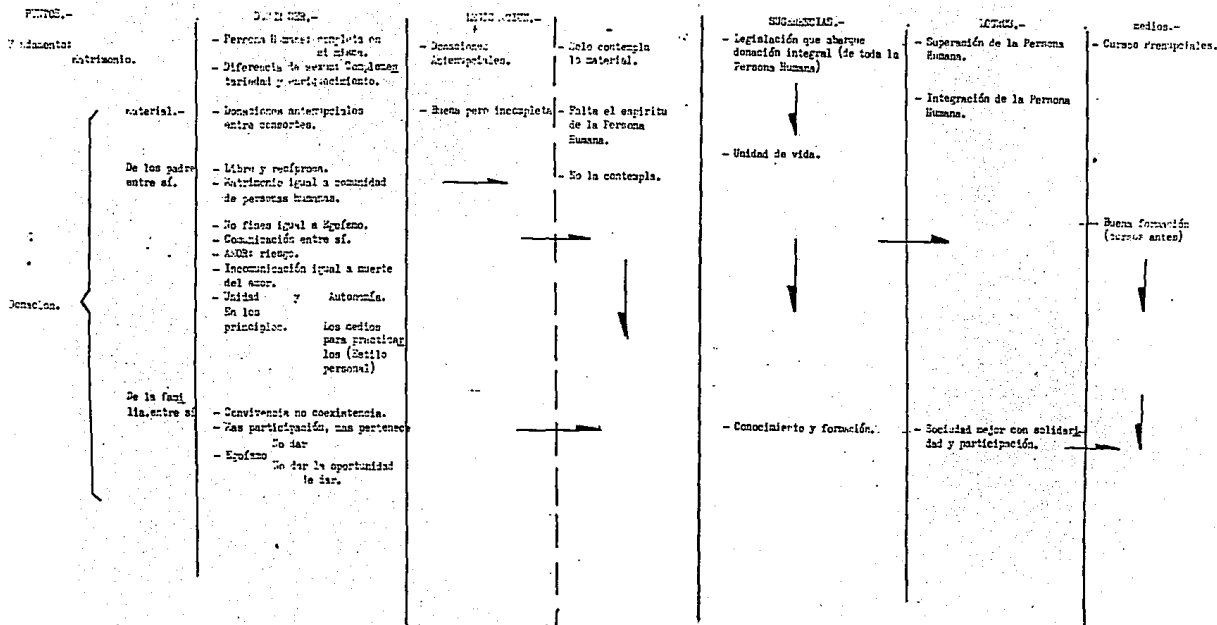 PUNTOS.-
matrimonio.
Donación.
material.-
De los padre
entre sí.
De la fami
lia entre sí
- Persona Humana: completa en
sí misma.
- Diferencia de sexos: Complemen
tariedad y enriquecimiento.
- Donaciones antenupciales
entre consortes.
- Libre y recíproca.
- Matrimonio igual a comunidad
de personas humanas.
- No fines igual a Egoísmo.
- Comunicación entre sí.
- AMOR: riesgo.
- Incomunicación igual a muerte
del amor.
- Unidad y Autonomía.
En los
principios.
Los medios
para practicar
los (Estilo
personal)
- Convivencia no coexistencia.
- Mas participación, mas pertenec
No dar
- Egoísmo
No dar la oportunidad
de dar.
- Donaciones
Antenupciales.
- Buena pero incompleta
- Solo contempla
lo material.
- Falta el espíritu
de la Persona
Humana.
- No la contempla.
SUGERENCIAS.-
- Legislación que abarque
donación integral (de toda la
Persona Humana)
- Unidad de vida.
- Conocimiento y formación.
LOGROS.-
- Superación de la Persona
Humana.
- Integración de la Persona
Humana.
- Sociedad mejor con solidari
dad y participación.
medios.-
- Cursos Prenupciales.
- Buena formación
(cursos antes)